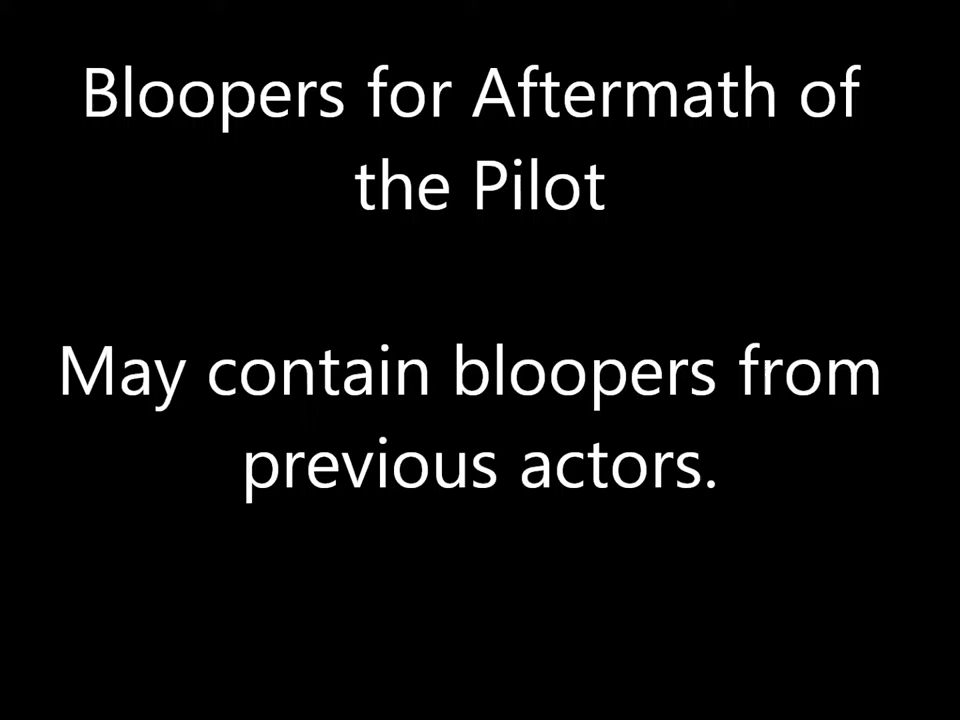 Bloopers for Aftermath of
the Pilot
May contain bloopers from
previous actors.